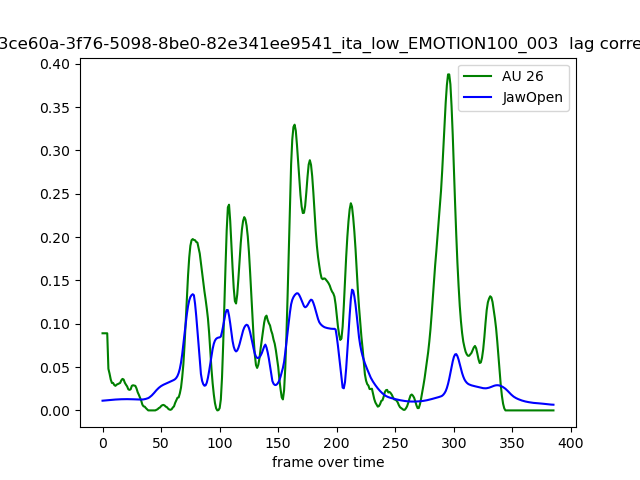 3ce60a-3f76-5098-8be0-82e341ee9541_ita_low_EMOTION100_003 lag corre
AU 26
JawOpen
0.40
0.35
0.30
0.25
0.20
0.15
0.10
0.05
0.00
0 50 100 150 200 250 300 350 400
frame over time